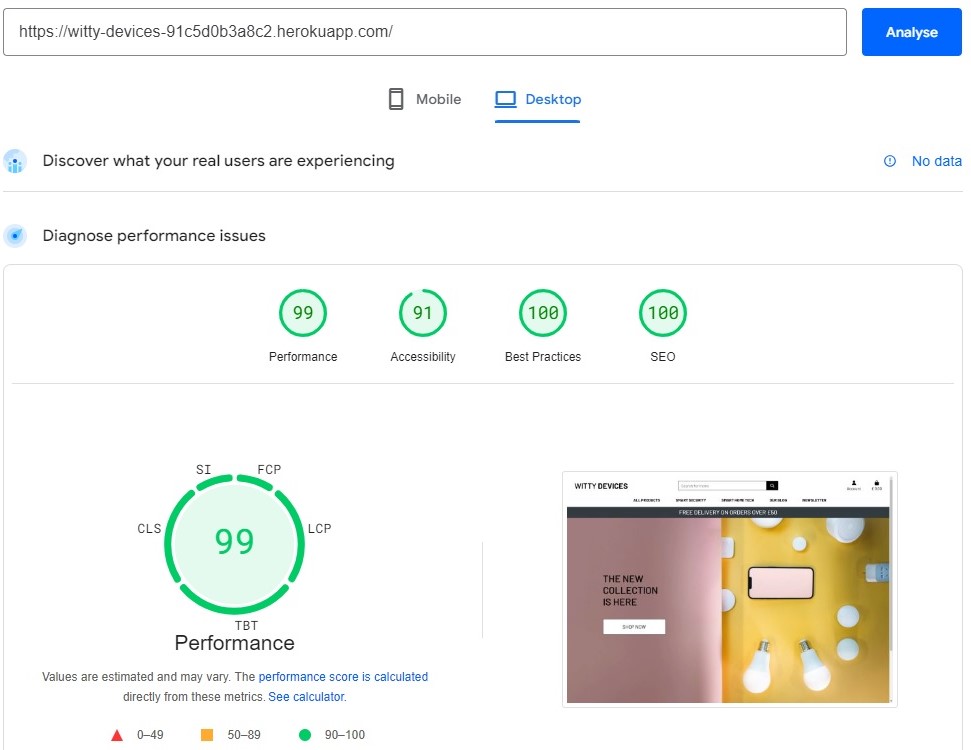 https://witty-devices-91c5d0b3a8c2.herokuapp.com/
Analyse
Mobile
Desktop
Discover what your real users are experiencing
No data
Diagnose performance issues
99
91
100
100
Performance
Accessibility
Best Practices
SEO
SI
FCP
CLS
LCP
99
TBT
Performance
Values are estimated and may vary. The performance score is calculated
directly from these metrics. See calculator.
0–49
50–89
90–100
WITTY DEVICES
Account
ALL PRODUCTS
SMART SECURITY
SMART HOME TECH
OUR BLOG
NEWSLETTER
FREE DELIVERY ON ORDERS OVER £50
THE NEW
COLLECTION
IS HERE
SHOP NOW